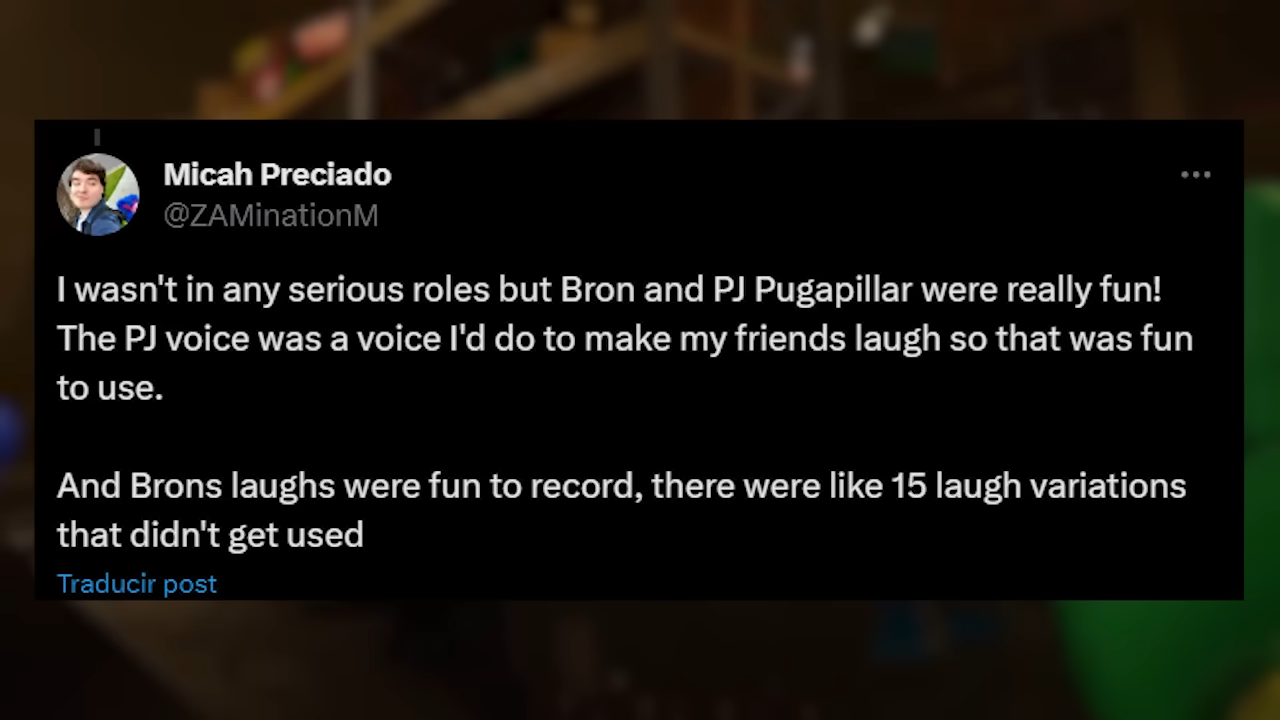 Micah Preciado
@ZAMinationM
I wasn't in any serious roles but Bron and PJ Pugapillar were really fun!
The PJ voice was a voice I'd do to make my friends laugh so that was fun
to use.
And Brons laughs were fun to record, there were like 15 laugh variations
that didn't get used
Traducir post